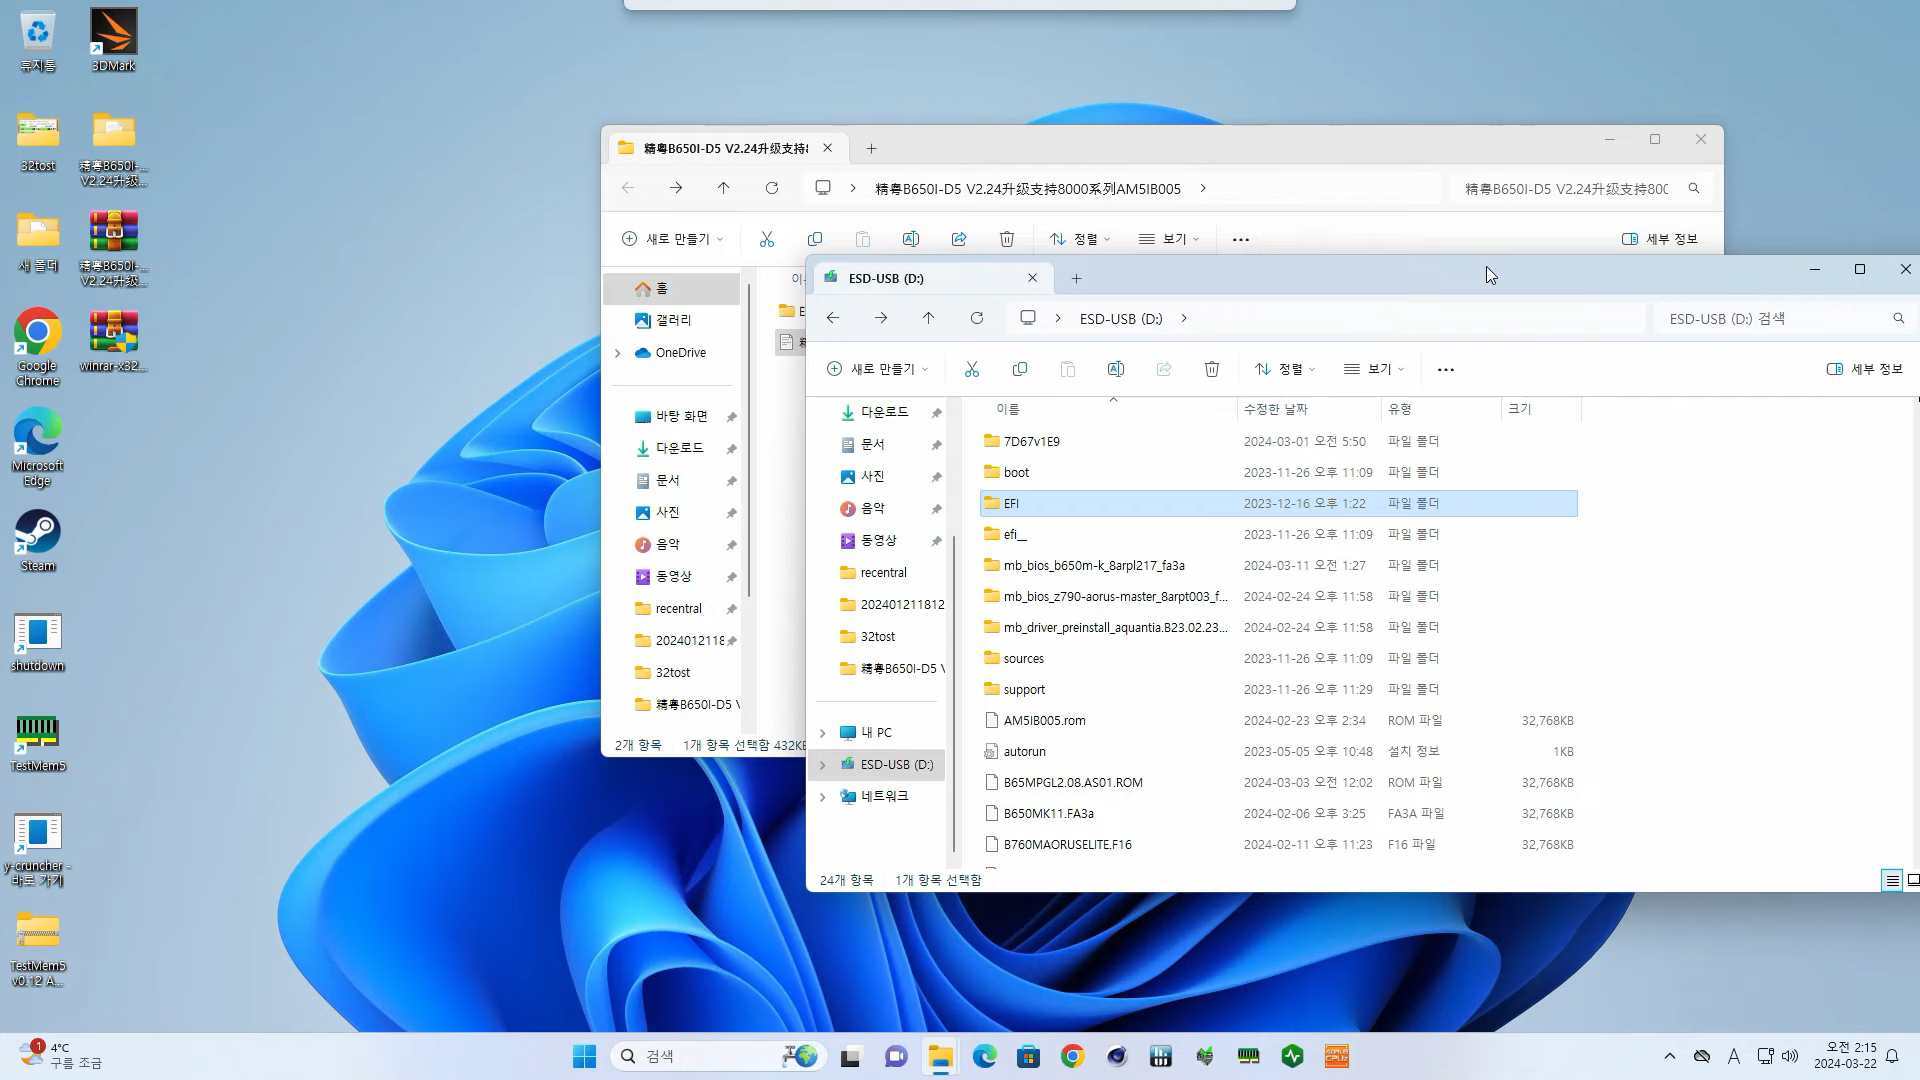 휴지통
3DMark
32tost
精粤B650I-...
V2.24升级...
새 폴더
精粤B650I-...
V2.24升级...
Google
Chrome
winrar-x32...
Microsoft
Edge
Steam
shutdown
TestMem5
y-cruncher -
바로 가기
TestMem5
v0.12 A...
精粤B650I-D5 V2.24升级支持8
精粤B650I-D5 V2.24升级支持8000系列AM5IB005
精粤B650I-D5 V2.24升级支持800
새로 만들기
정렬
보기
세부 정보
홈
갤러리
OneDrive
바탕 화면
다운로드
문서
사진
음악
동영상
recentral
2024012118
32tost
精粤B650I-D5 V
2개 항목
1개 항목 선택함 432KB
ESD-USB (D:)
ESD-USB (D:)
ESD-USB (D:) 검색
새로 만들기
정렬
보기
세부 정보
다운로드
문서
사진
음악
동영상
recentral
202401211812
32tost
精粤B650I-D5 V
내 PC
ESD-USB (D:)
네트워크
이름 수정한 날짜 유형 크기
7D67v1E9 2024-03-01 오전 5:50 파일 폴더
boot 2023-11-26 오후 11:09 파일 폴더
EFI 2023-12-16 오후 1:22 파일 폴더
efi__ 2023-11-26 오후 11:09 파일 폴더
mb_bios_b650m-k_8arpl217_fa3a 2024-03-11 오전 1:27 파일 폴더
mb_bios_z790-aorus-master_8arpt003_f... 2024-02-24 오후 11:58 파일 폴더
mb_driver_preinstall_aquantia.B23.02.23... 2024-02-24 오후 11:58 파일 폴더
sources 2023-11-26 오후 11:09 파일 폴더
support 2023-11-26 오후 11:29 파일 폴더
AM5IB005.rom 2024-02-23 오후 2:34 ROM 파일 32,768KB
autorun 2023-05-05 오후 10:48 설치 정보 1KB
B65MPGL2.08.AS01.ROM 2024-03-03 오전 12:02 ROM 파일 32,768KB
B650MK11.FA3a 2024-02-06 오후 3:25 FA3A 파일 32,768KB
B760MAORUSELITE.F16 2024-02-11 오후 11:23 F16 파일 32,768KB
24개 항목
1개 항목 선택함
1
4°C
구름 조금
검색
A
오전 2:15
2024-03-22